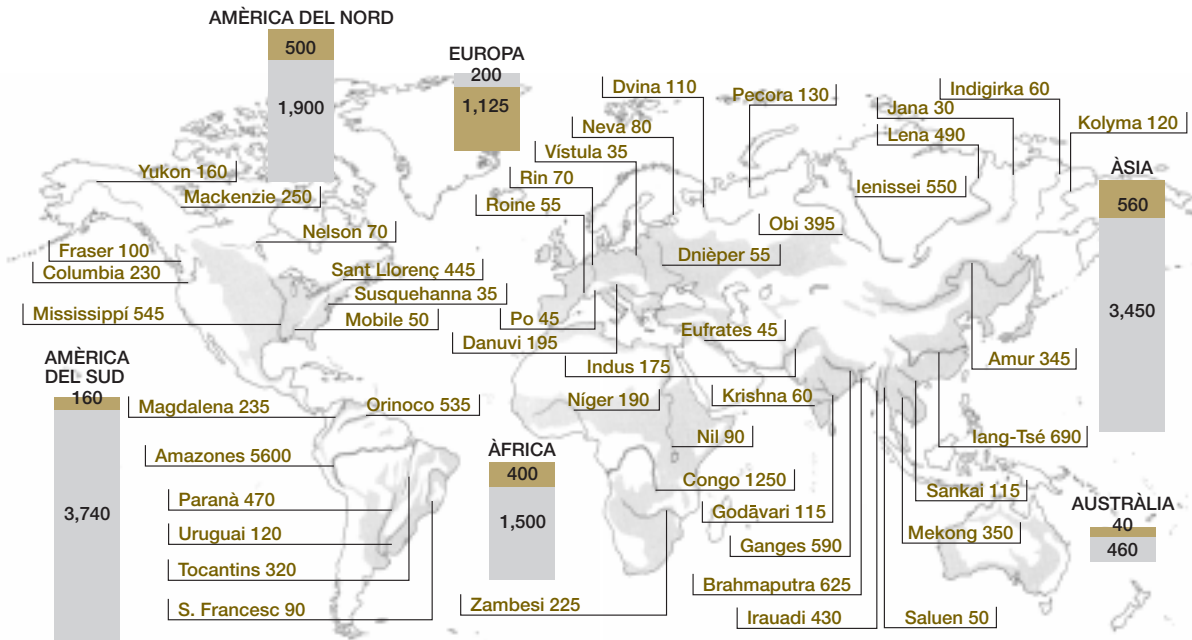 AMÈRICA DEL NORD
500
1,900
EUROPA
200
1,125
Dvina 110
Pecora 130
Jana 30
Indigirka 60
Neva 80
Lena 490
Kolyma 120
Vístula 35
Yukon 160
Rin 70
Ienissei 550
ÀSIA
560
3,450
Mackenzie 250
Roine 55
Nelson 70
Obi 395
Fraser 100
Dnièper 55
Columbia 230
Sant Llorenç 445
Susquehanna 35
Mississippí 545
Mobile 50
Po 45
Eufrates 45
Danuvi 195
Amur 345
AMÈRICA
DEL SUD
160
3,740
Indus 175
Magdalena 235
Orinoco 535
Níger 190
Krishna 60
Nil 90
Iang-Tsé 690
Amazones 5600
ÀFRICA
400
1,500
Congo 1250
Sankai 115
Paranà 470
Godāvari 115
AUSTRÀLIA
40
460
Uruguai 120
Mekong 350
Ganges 590
Tocantins 320
Brahmaputra 625
S. Francesc 90
Zambesi 225
Irauadi 430
Saluen 50